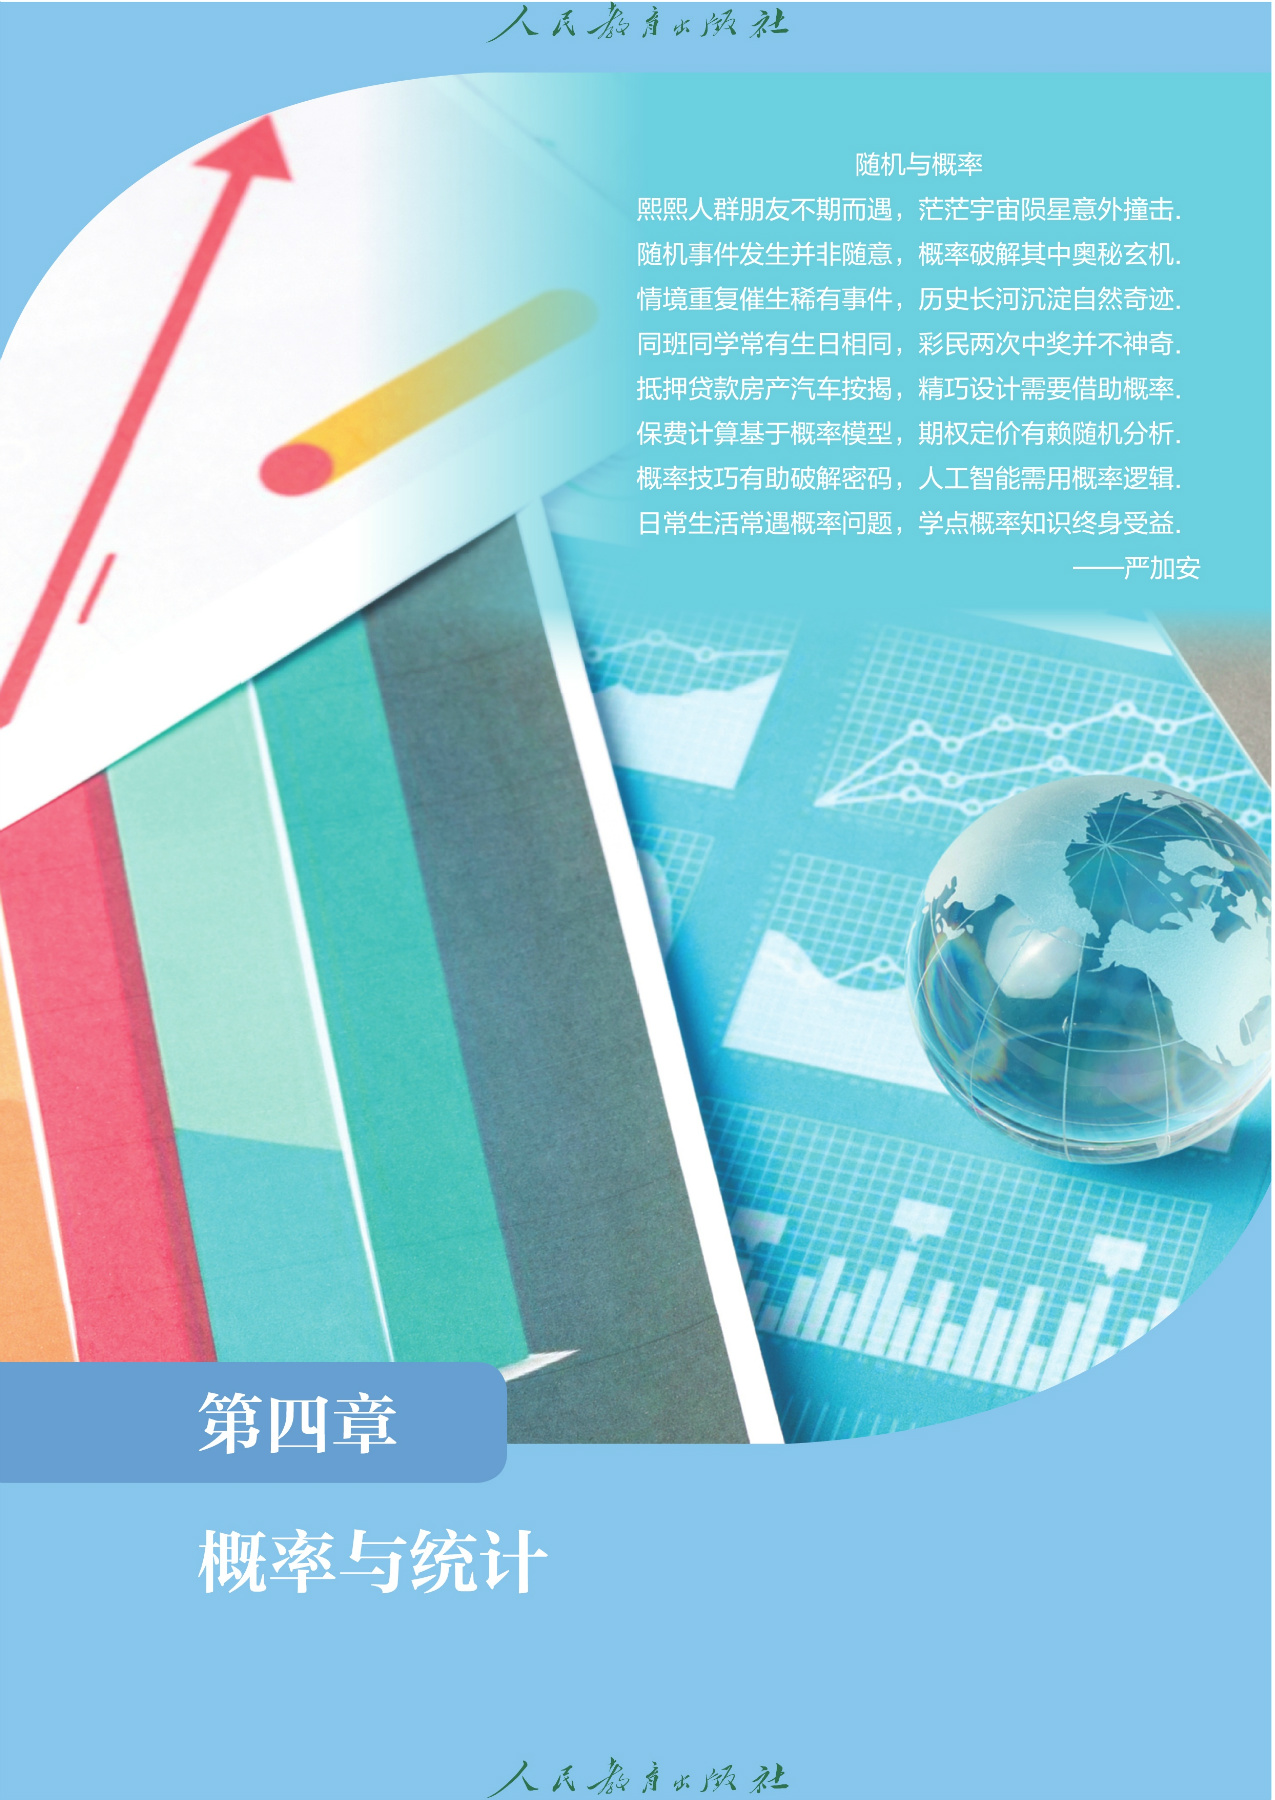 人民教育出版社
随机与概率
熙熙人群朋友不期而遇，茫茫宇宙陨星意外撞击.
随机事件发生并非随意，概率破解其中奥秘玄机.
情境重复催生稀有事件，历史长河沉淀自然奇迹.
同班同学常有生日相同，彩民两次中奖并不神奇.
抵押贷款房产汽车按揭，精巧设计需要借助概率.
保费计算基于概率模型，期权定价有赖随机分析.
概率技巧有助破解密码，人工智能需用概率逻辑.
日常生活常遇概率问题，学点概率知识终身受益.
——严加安
第四章
概率与统计
人民教育出版社